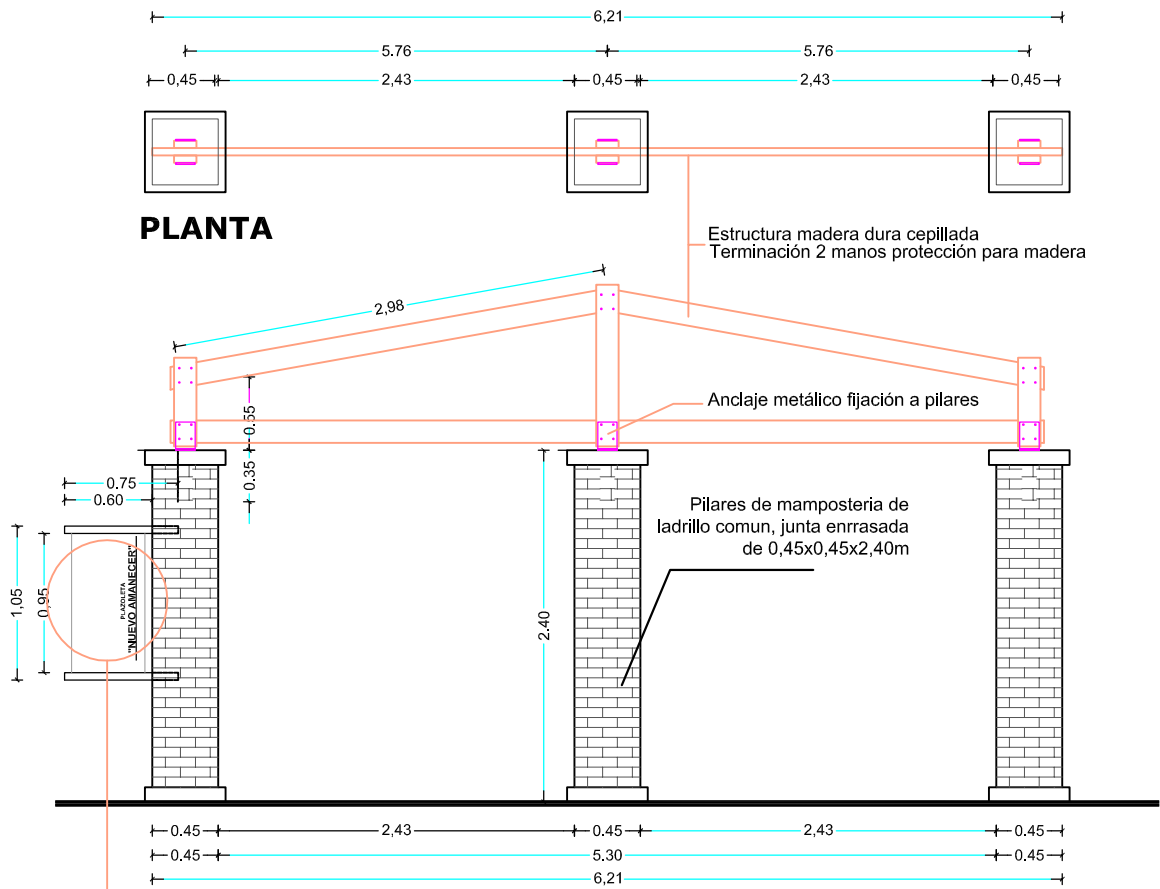 6,21
5.76 5.76
0,45 2,43 0,45 2,43 0,45
PLANTA
Estructura madera dura cepillada
Terminación 2 manos protección para madera
2,98
Anclaje metálico fijación a pilares
0.55
0.35
0.75
0.60
Pilares de mamposteria de
ladrillo comun, junta enrrasada
de 0,45x0,45x2,40m
1,05
0,95
PLAZOLETA
"NUEVO AMANECER"
2.40
0.45 2,43 0.45 2,43 0.45
0.45 5.30 0.45
6,21